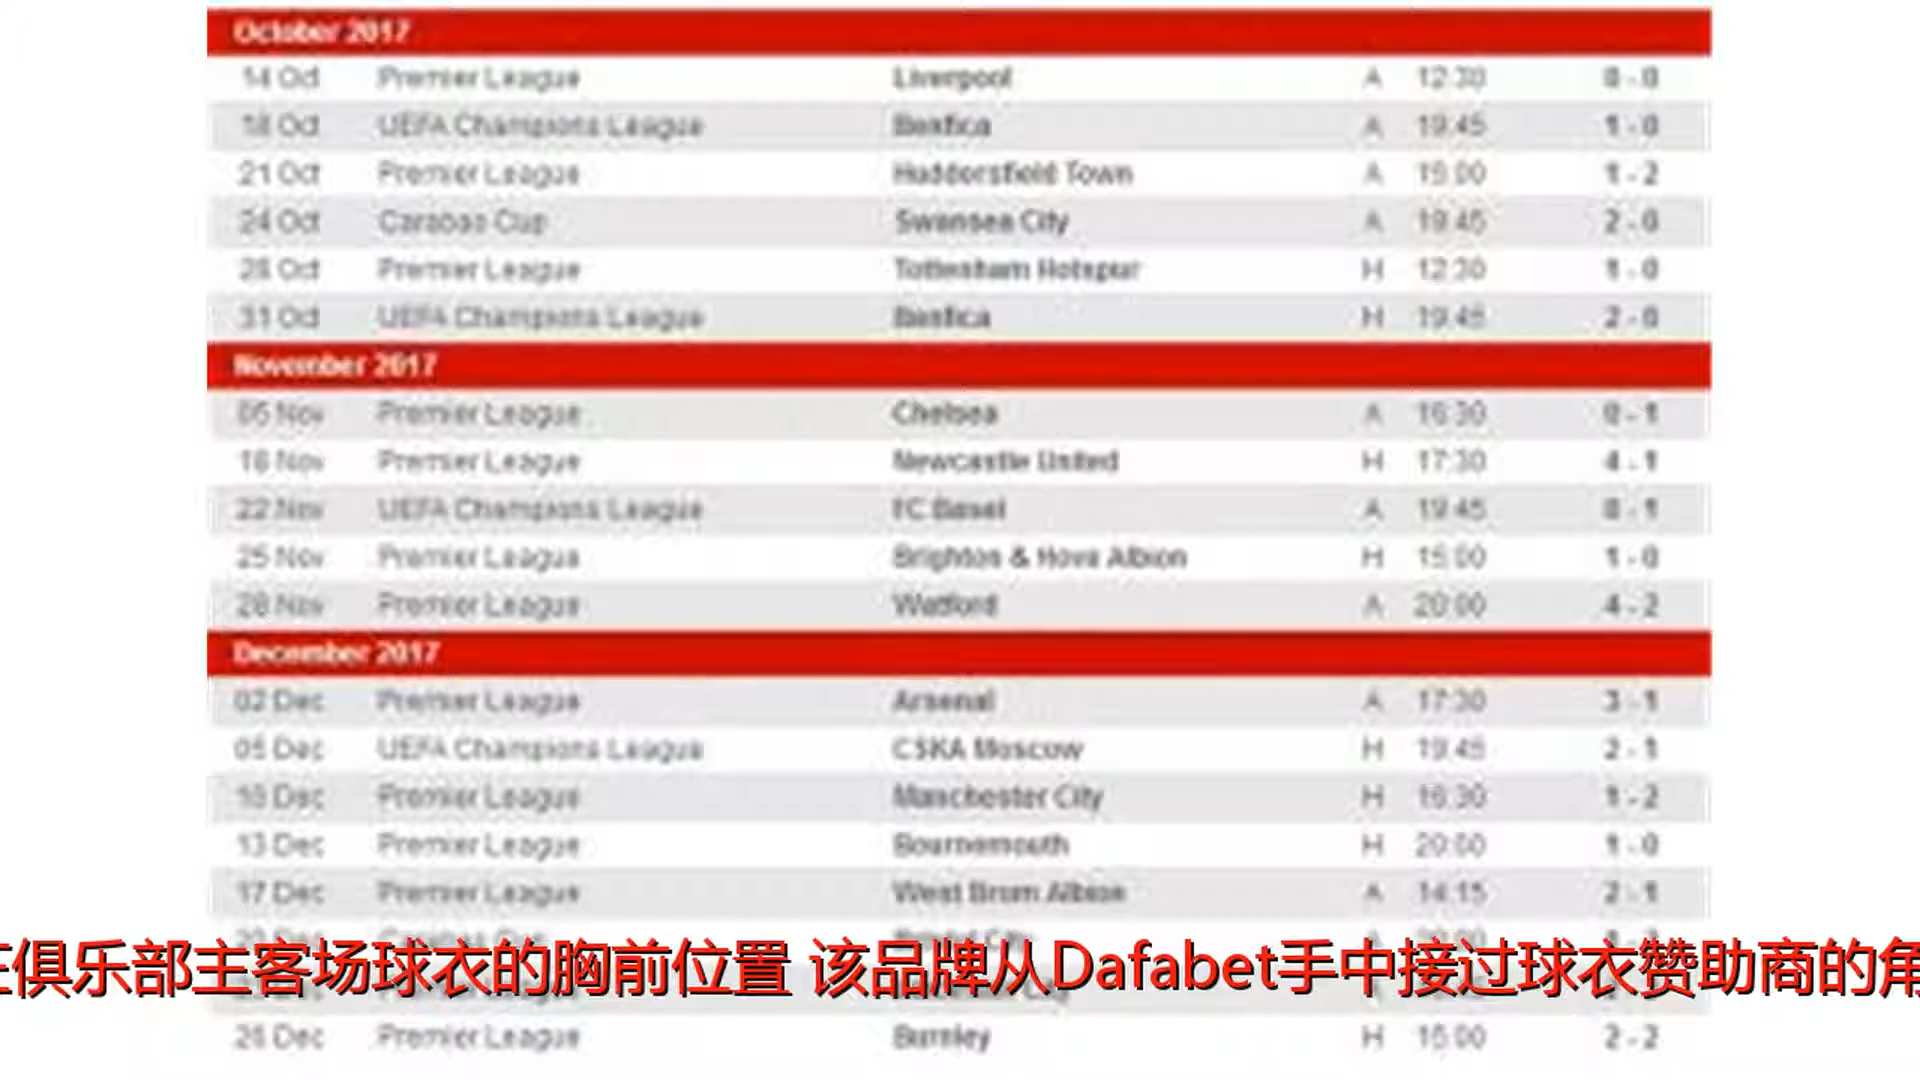 October 2017
14 Oct Premier League Liverpool A 12:30 0 - 0
18 Oct UEFA Champions League Benfica A 19:45 1 - 0
21 Oct Premier League Huddersfield Town A 15:00 1 - 2
24 Oct Carabao Cup Swansea City A 19:45 2 - 0
28 Oct Premier League Tottenham Hotspur H 12:30 1 - 0
31 Oct UEFA Champions League Benfica H 19:45 2 - 0
November 2017
05 Nov Premier League Chelsea A 16:30 0 - 1
18 Nov Premier League Newcastle United H 17:30 4 - 1
22 Nov UEFA Champions League FC Basel A 19:45 0 - 1
25 Nov Premier League Brighton & Hove Albion H 15:00 1 - 0
28 Nov Premier League Watford A 20:00 4 - 2
December 2017
02 Dec Premier League Arsenal A 17:30 3 - 1
05 Dec UEFA Champions League CSKA Moscow H 19:45 2 - 1
10 Dec Premier League Manchester City H 16:30 1 - 2
13 Dec Premier League Bournemouth H 20:00 1 - 0
17 Dec Premier League West Brom Albion A 14:15 2 - 1
俱乐部主客场球衣的胸前位置 该品牌从Dafabet手中接过球衣赞助商的角
26 Dec Premier League Burnley H 15:00 2 - 2